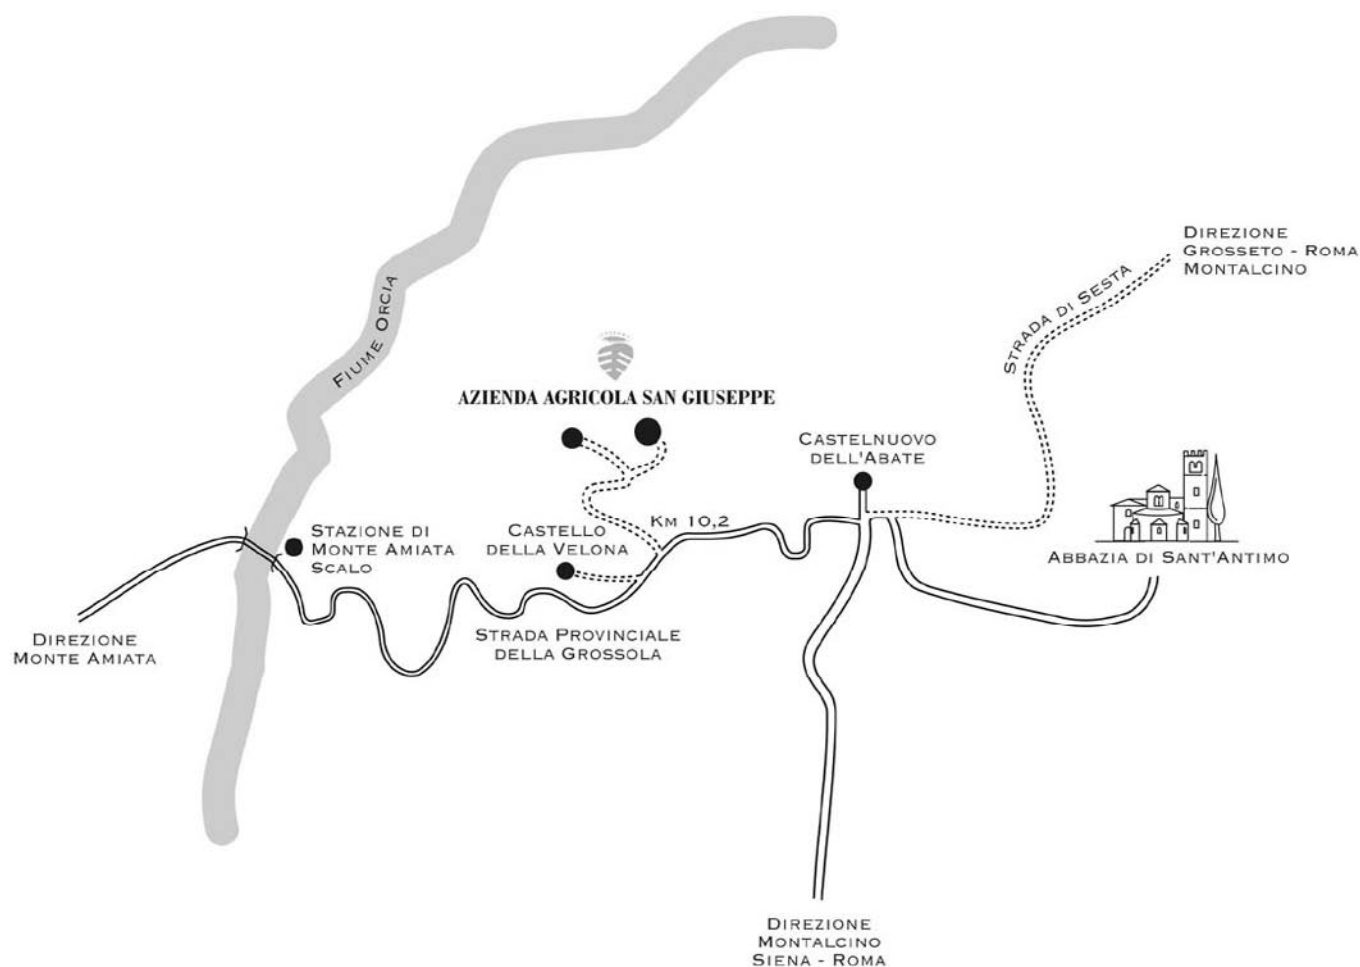 DIREZIONE
GROSSETO - ROMA
MONTALCINO
STRADA DI SESTA
FIUME ORCIA
AZIENDA AGRICOLA SAN GIUSEPPE
CASTELNUOVO
DELL'ABATE
KM 10,2
STAZIONE DI
MONTE AMIATA
SCALO
CASTELLO
DELLA VELONA
ABBAZIA DI SANT'ANTIMO
DIREZIONE
MONTE AMIATA
STRADA PROVINCIALE
DELLA GROSSOLA
DIREZIONE
MONTALCINO
SIENA - ROMA